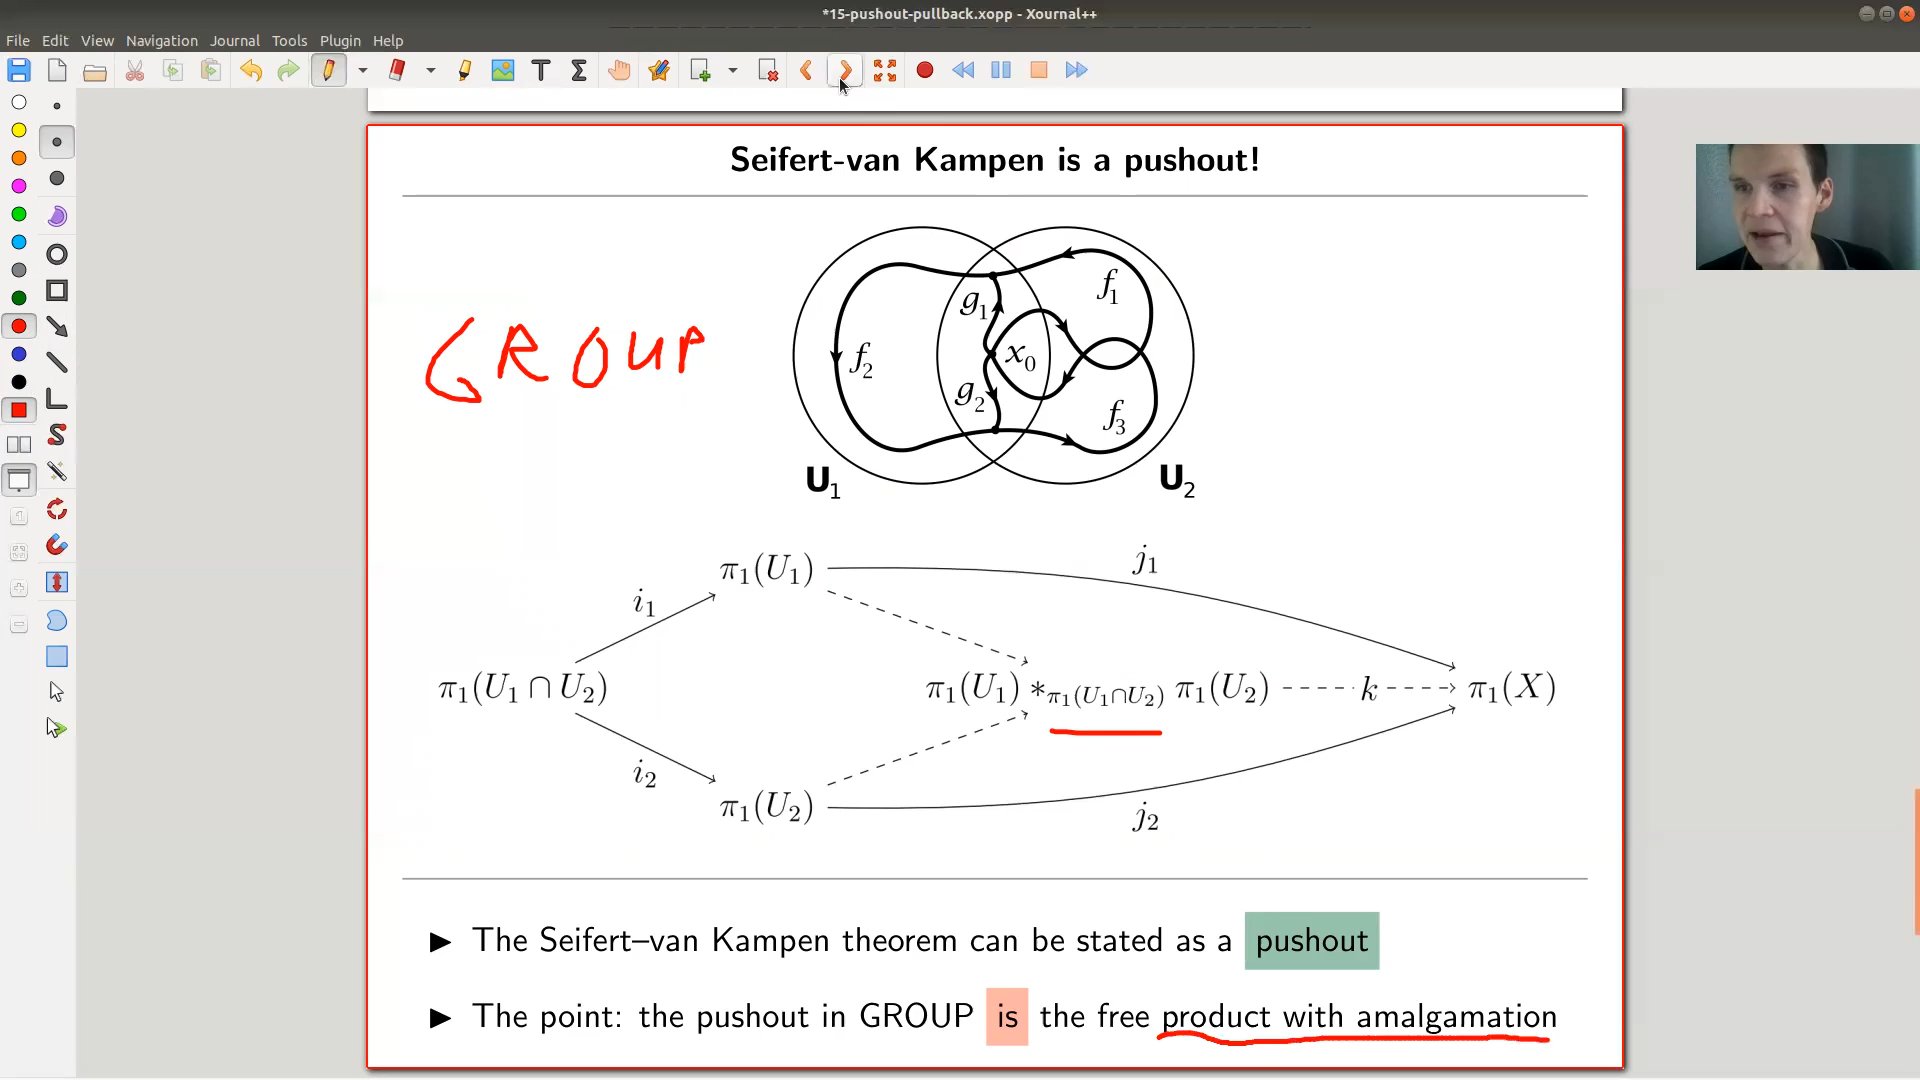 *15-pushout-pullback.xopp - Xournal++
File Edit View Navigation Journal Tools Plugin Help
Seifert-van Kampen is a pushout!
GROUP
f₁
g₁
f₂
x₀
g₂
f₃
U₁
U₂
j₁
π₁(U₁)
i₁
π₁(U₁ ∩ U₂)
π₁(U₁) *π₁(U₁∩U₂) π₁(U₂)
k
π₁(X)
i₂
π₁(U₂)
j₂
▶ The Seifert–van Kampen theorem can be stated as a pushout
▶ The point: the pushout in GROUP is the free product with amalgamation